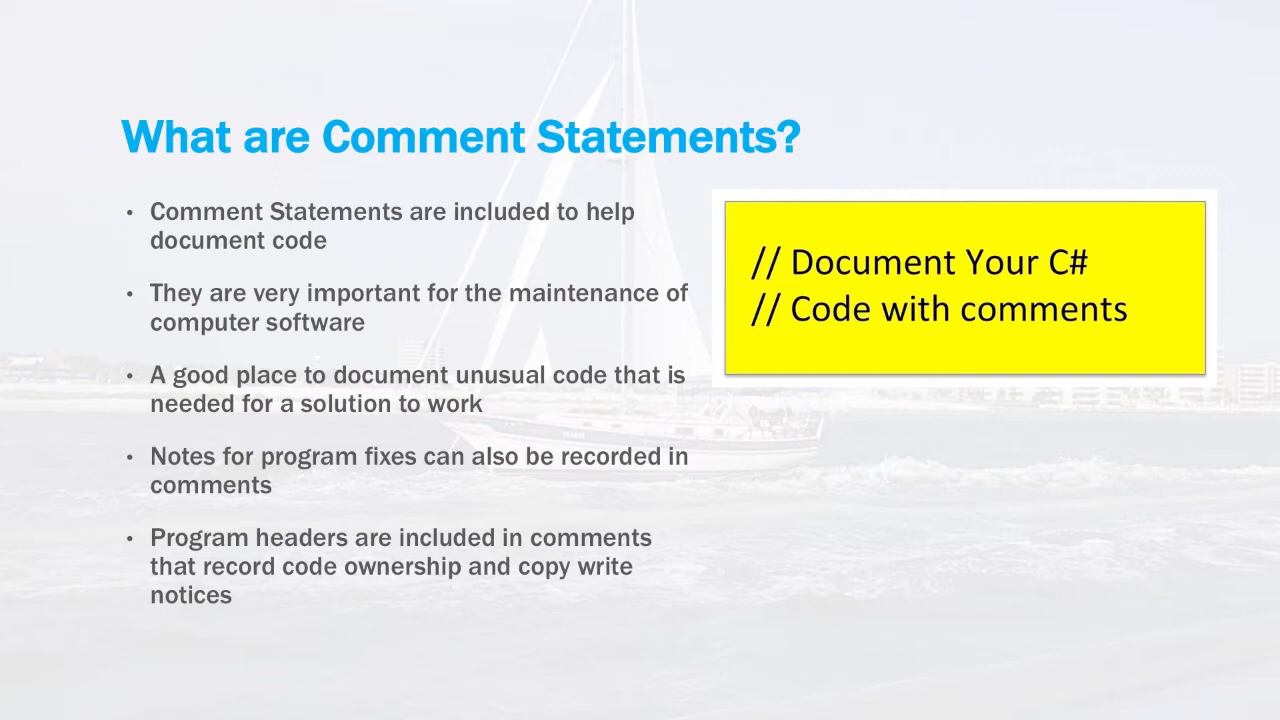 What are Comment Statements?
• Comment Statements are included to help
document code
• They are very important for the maintenance of
computer software
• A good place to document unusual code that is
needed for a solution to work
• Notes for program fixes can also be recorded in
comments
• Program headers are included in comments
that record code ownership and copy write
notices
// Document Your C#
// Code with comments